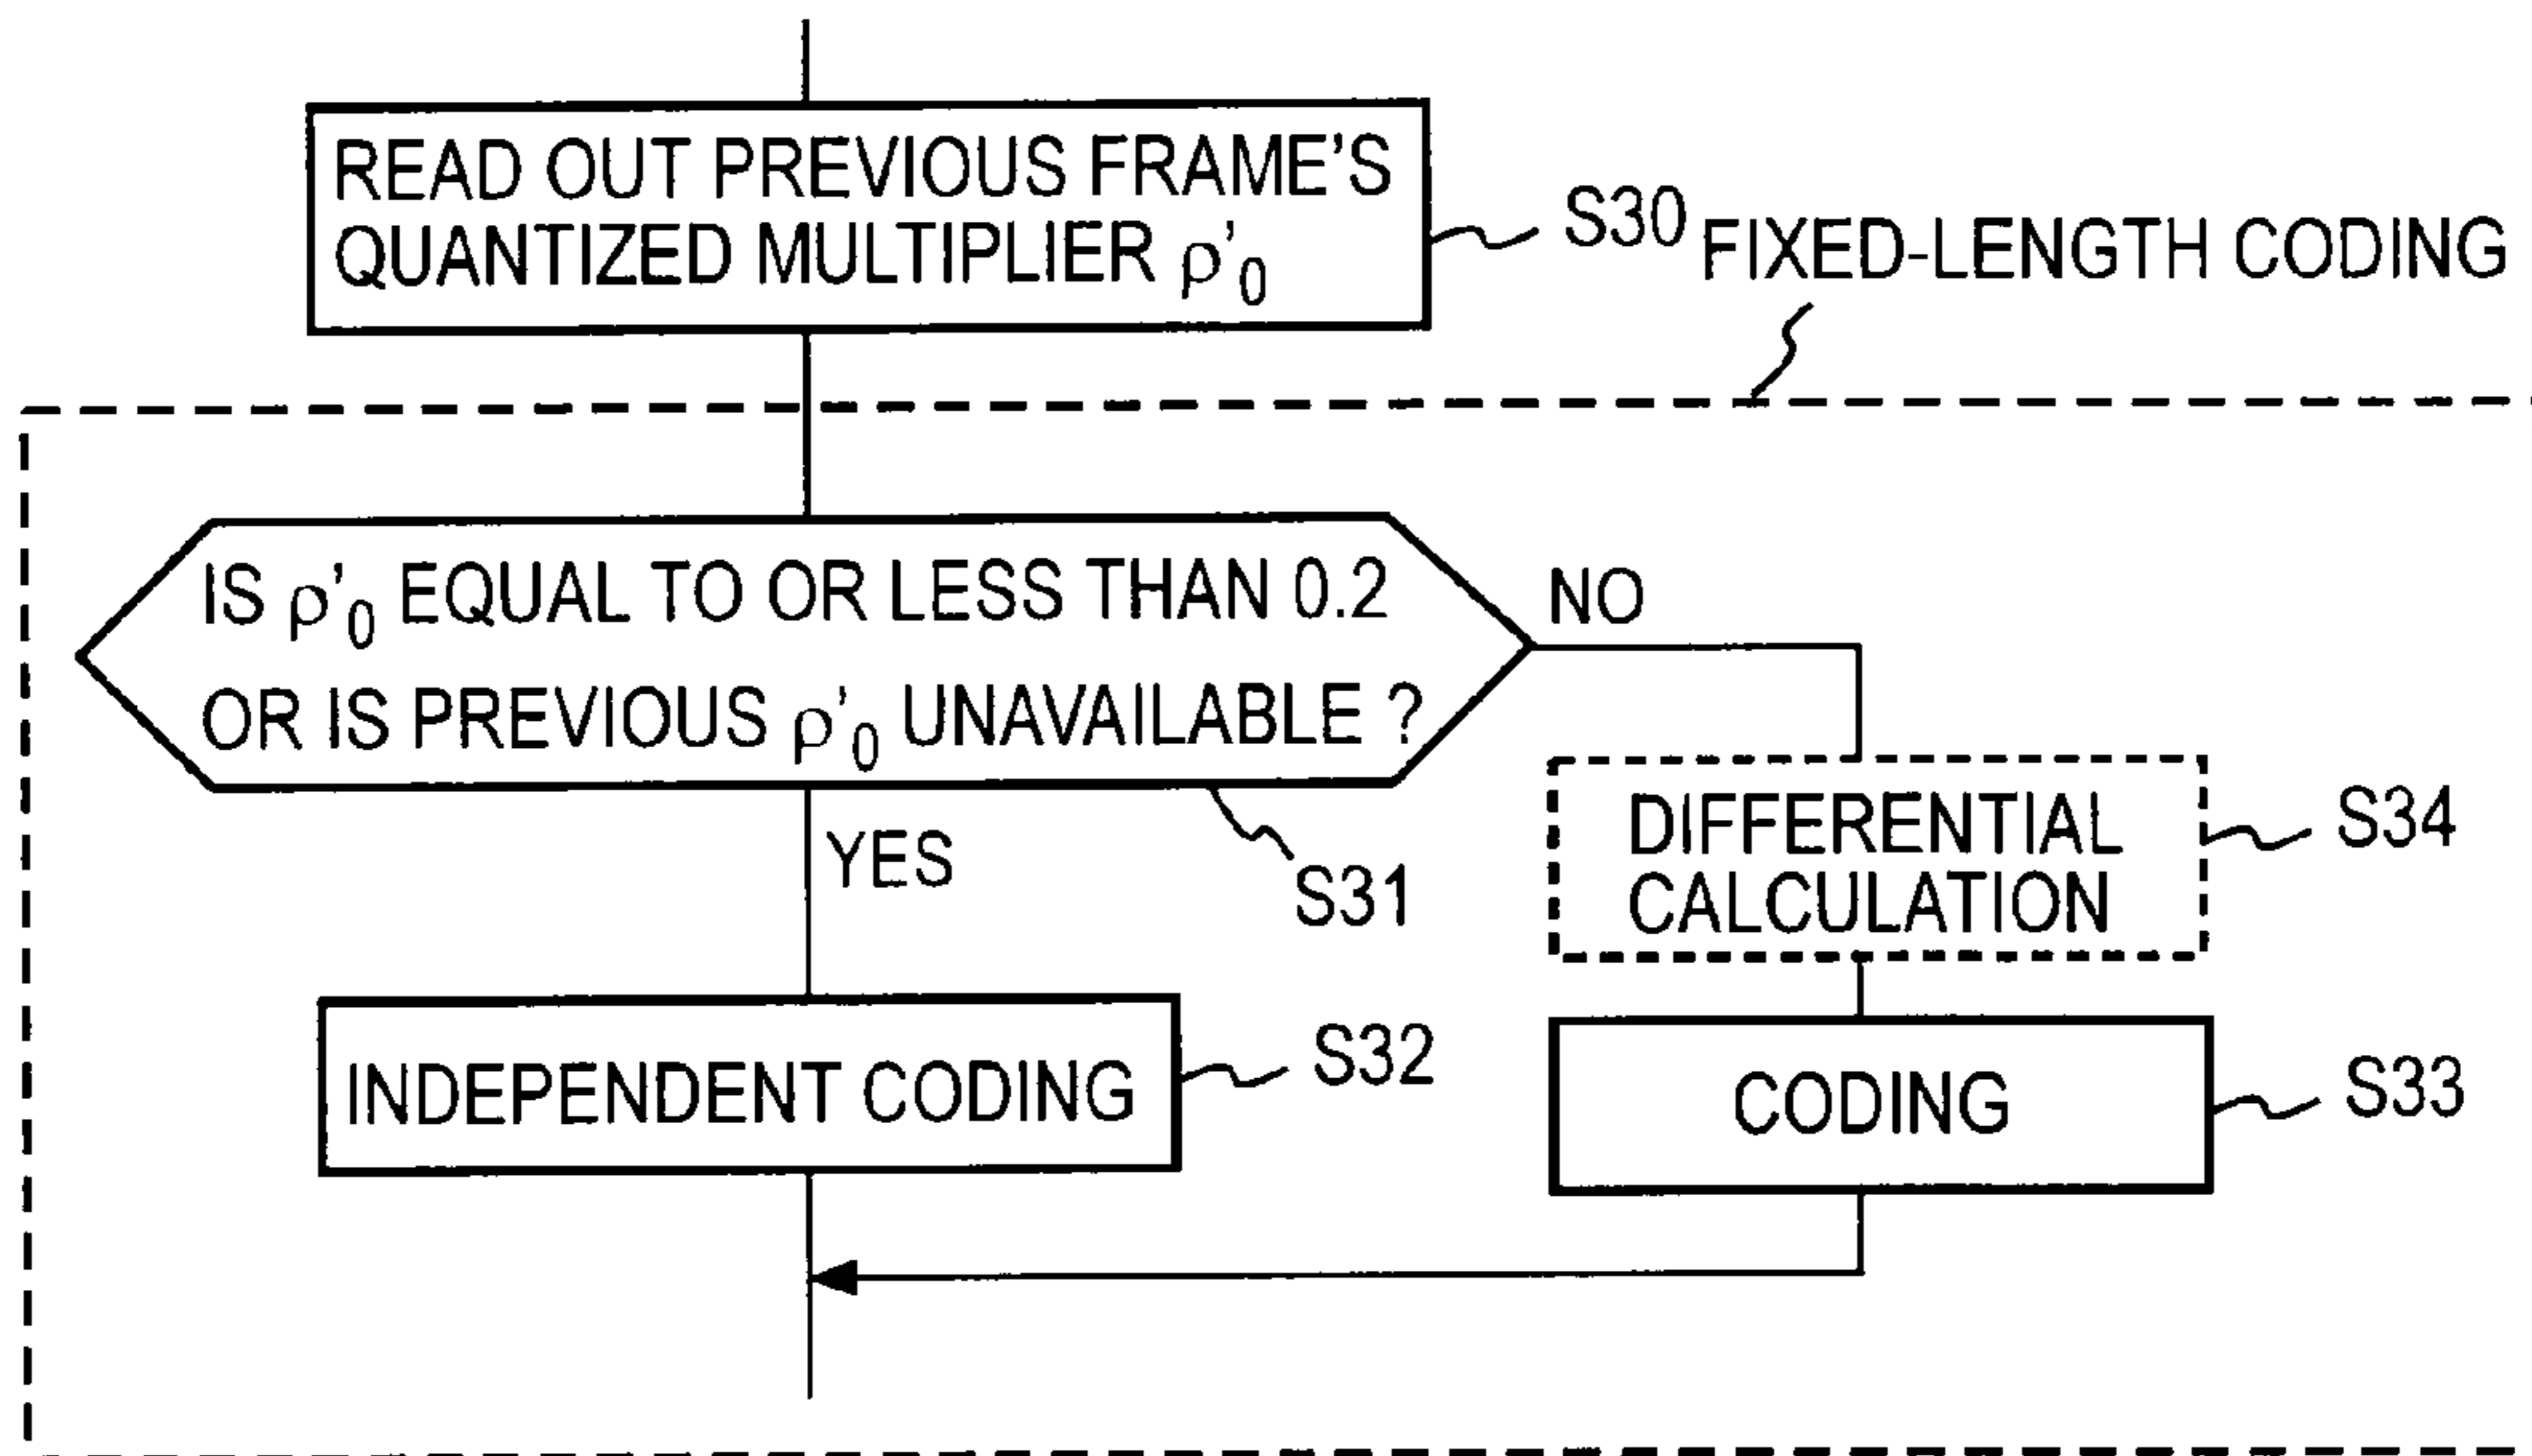 READ OUT PREVIOUS FRAME'S
QUANTIZED MULTIPLIER ρ'0
S30
FIXED-LENGTH CODING
IS ρ'0 EQUAL TO OR LESS THAN 0.2
OR IS PREVIOUS ρ'0 UNAVAILABLE ?
NO
YES
S31
DIFFERENTIAL
CALCULATION
S34
INDEPENDENT CODING
S32
CODING
S33